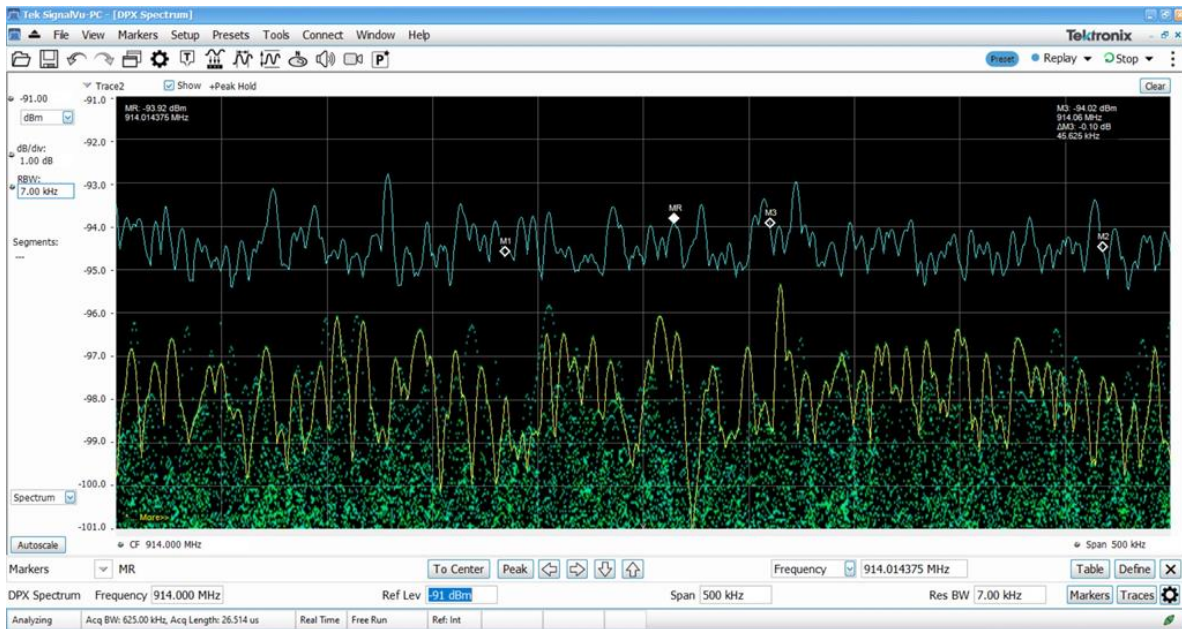 Tek SignalVu-PC - [DPX Spectrum]
File View Markers Setup Presets Tools Connect Window Help
Tektronix
Preset Replay Stop
Trace2 Show +Peak Hold Clear
-91.00
dBm
dB/div:
1.00 dB
RBW:
7.00 kHz
Segments:
---
Spectrum
Autoscale
-91.0
-92.0
-93.0
-94.0
-95.0
-96.0
-97.0
-98.0
-99.0
-100.0
-101.0
MR: -93.92 dBm
914.014375 MHz
M3: -94.02 dBm
914.06 MHz
ΔM3: -0.10 dB
45.625 kHz
MR
M3
M1
M2
More>>
CF 914.000 MHz Span 500 kHz
Markers MR To Center Peak Frequency 914.014375 MHz Table Define
DPX Spectrum Frequency 914.000 MHz Ref Lev -91 dBm Span 500 kHz Res BW 7.00 kHz Markers Traces
Analyzing Acq BW: 625.00 kHz, Acq Length: 26.514 us Real Time Free Run Ref: Int